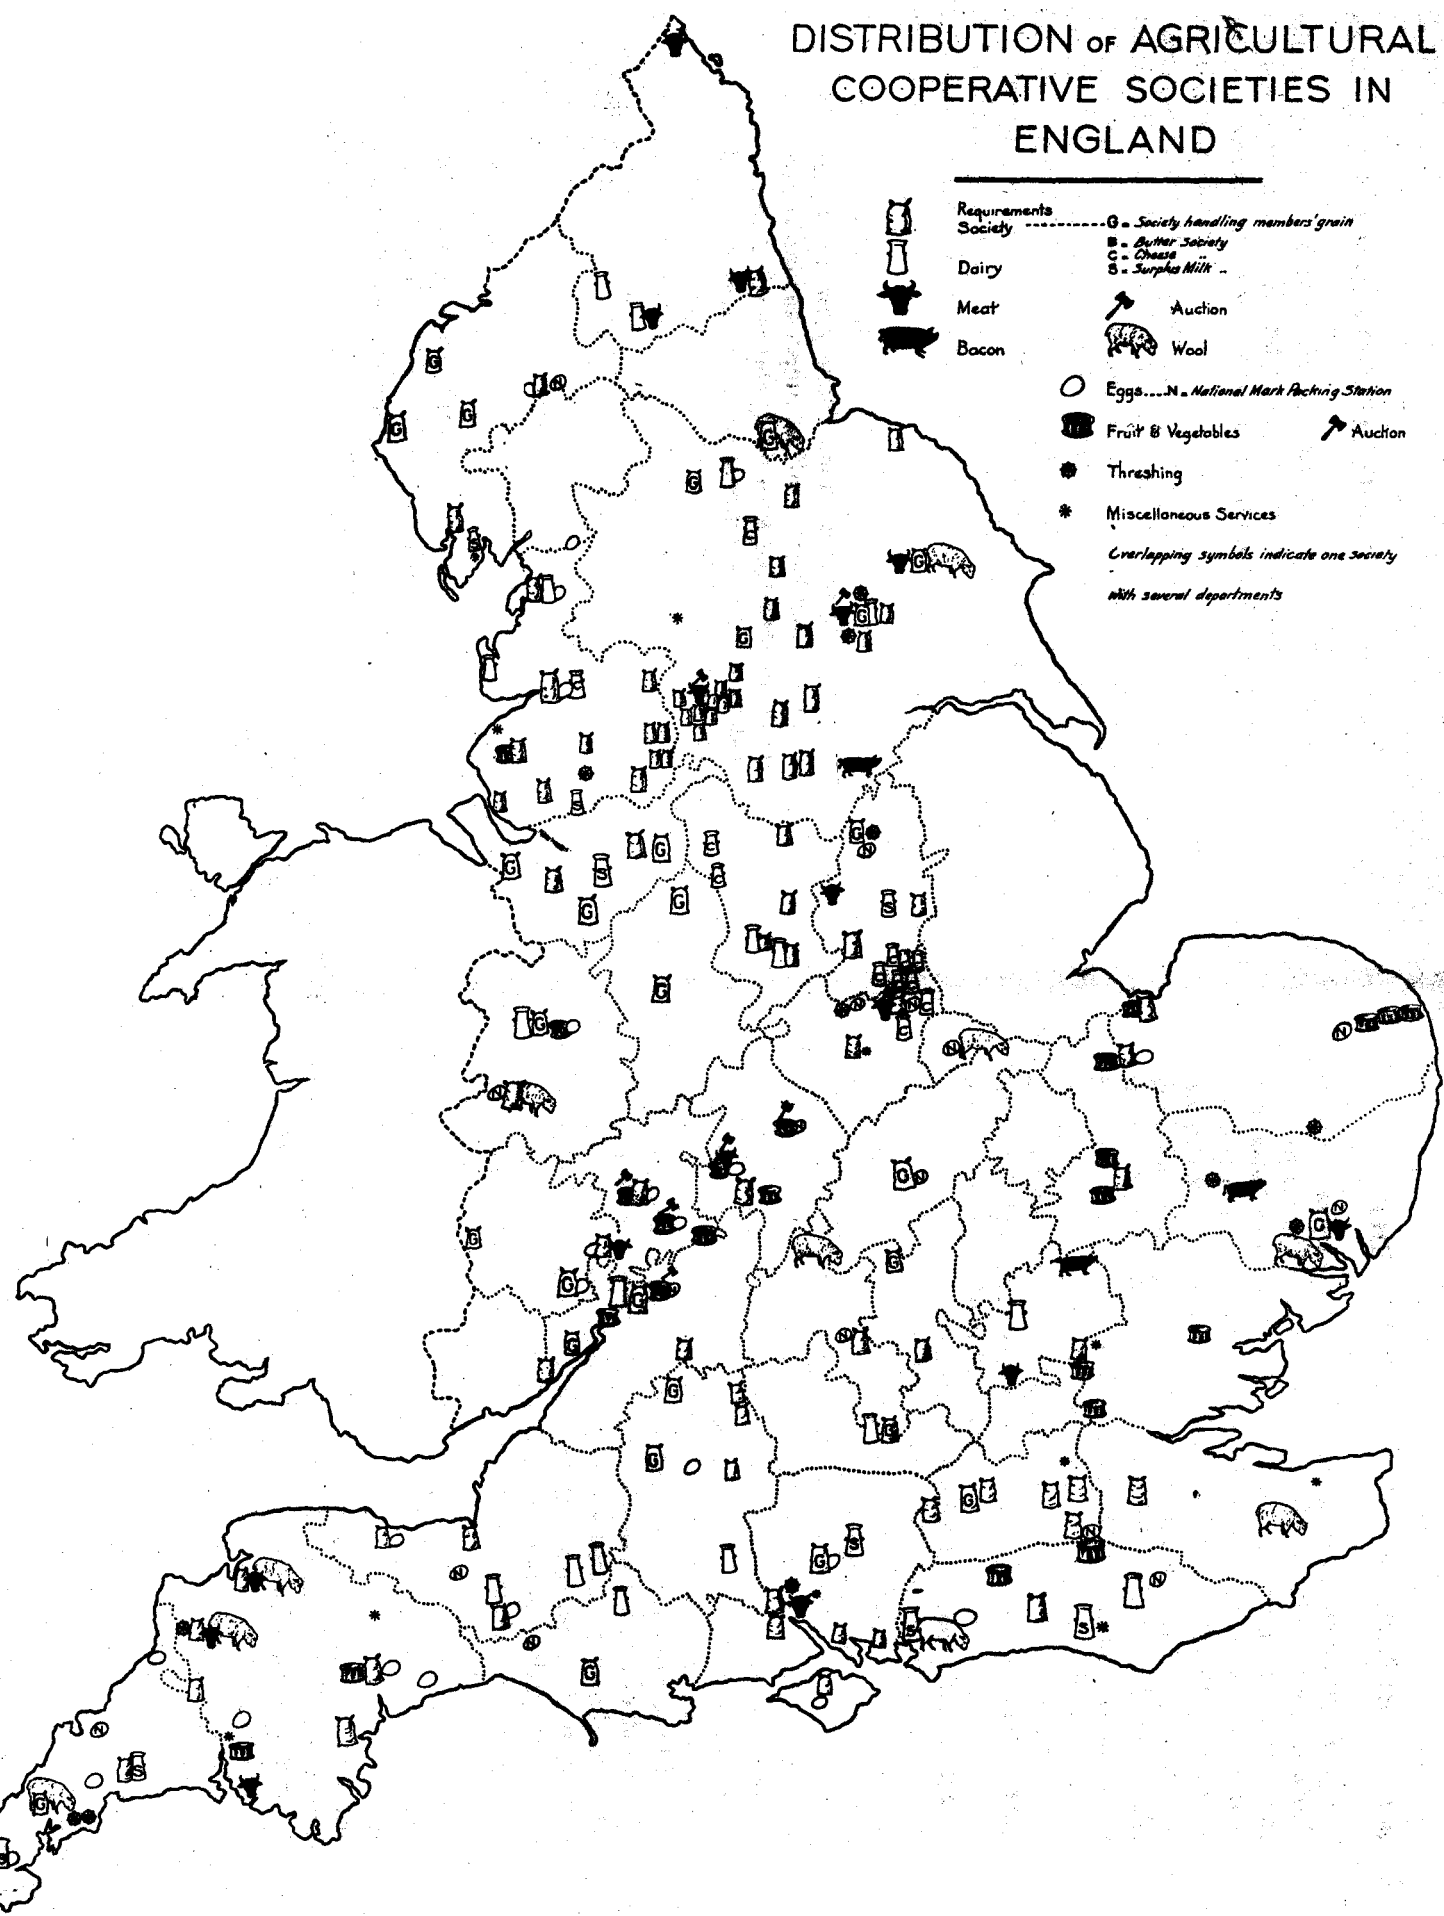 DISTRIBUTION OF AGRICULTURAL
COOPERATIVE SOCIETIES IN
ENGLAND
Requirements
Society
G = Society handling members' grain
B = Butter Society
C = Cheese "
S = Surplus Milk "
Dairy
Meat
Auction
Bacon
Wool
Eggs....N = National Mark Packing Station
Fruit & Vegetables
Auction
Threshing
Miscellaneous Services
Overlapping symbols indicate one society
with several departments